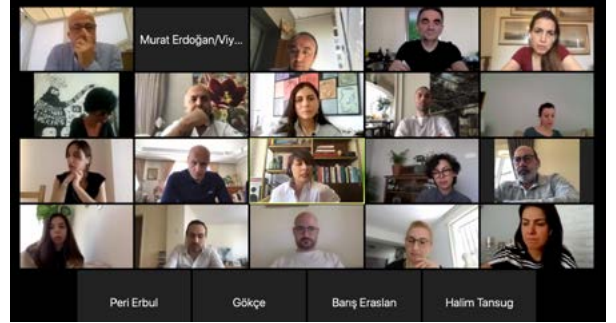 Murat Erdoğan/Viy...
Peri Erbul
Gökçe
Barış Eraslan
Halim Tansug